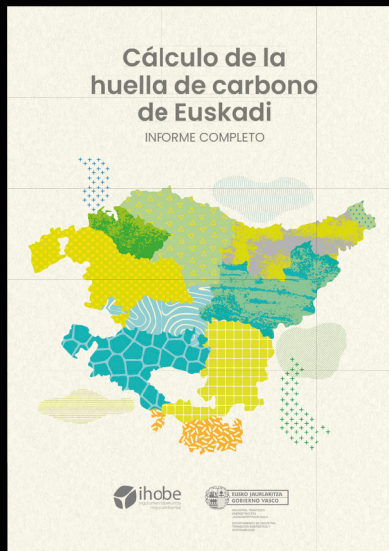 Cálculo de la
huella de carbono
de Euskadi
INFORME COMPLETO
ihobe
EUSKO JAURLARITZA
GOBIERNO VASCO